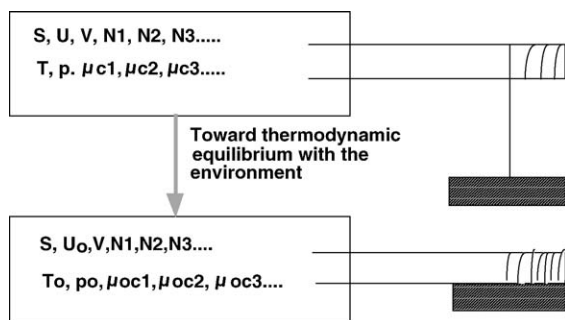 S, U, V, N1, N2, N3.....
T, p. μc1, μc2, μc3.....
Toward thermodynamic
equilibrium with the
environment
S, Uo,V,N1,N2,N3....
To, po, μoc1, μoc2, μ oc3....